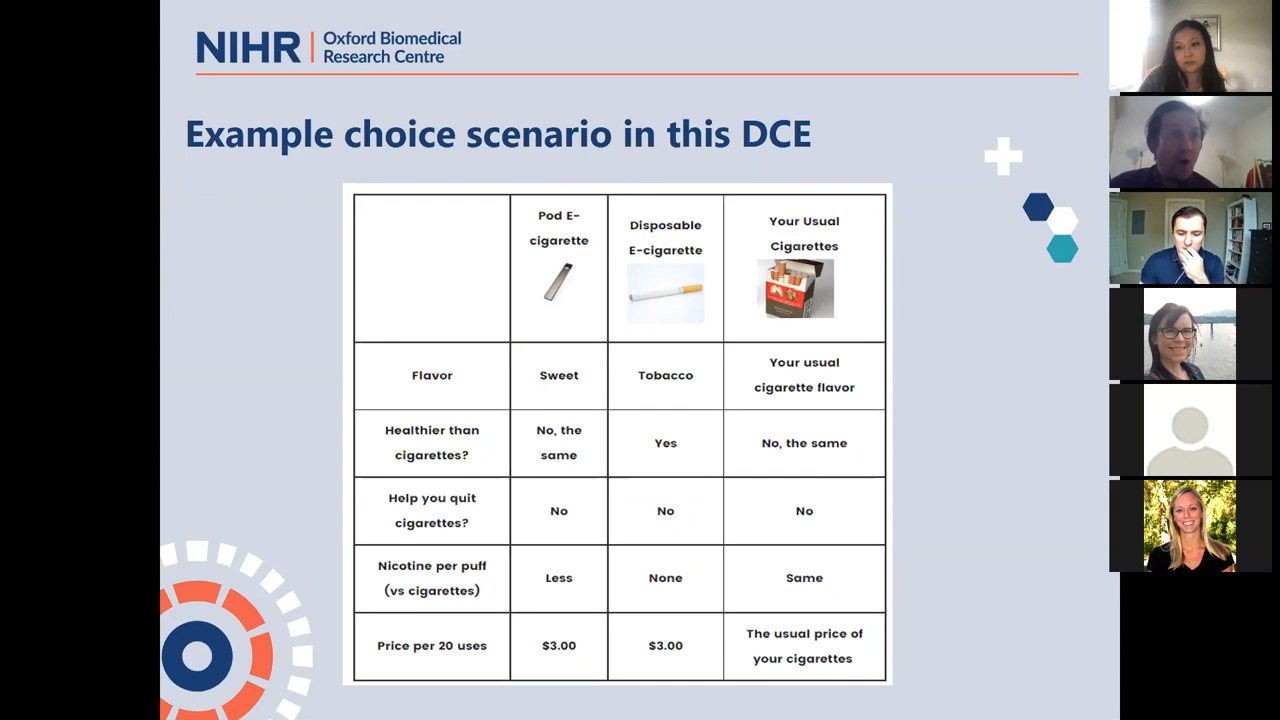 NIHR | Oxford Biomedical
Research Centre
Example choice scenario in this DCE
Pod E-
cigarette
Disposable
E-cigarette
Your Usual
Cigarettes
Flavor
Sweet
Tobacco
Your usual
cigarette flavor
Healthier than
cigarettes?
No, the
same
Yes
No, the same
Help you quit
cigarettes?
No
No
No
Nicotine per puff
(vs cigarettes)
Less
None
Same
Price per 20 uses
$3.00
$3.00
The usual price of
your cigarettes